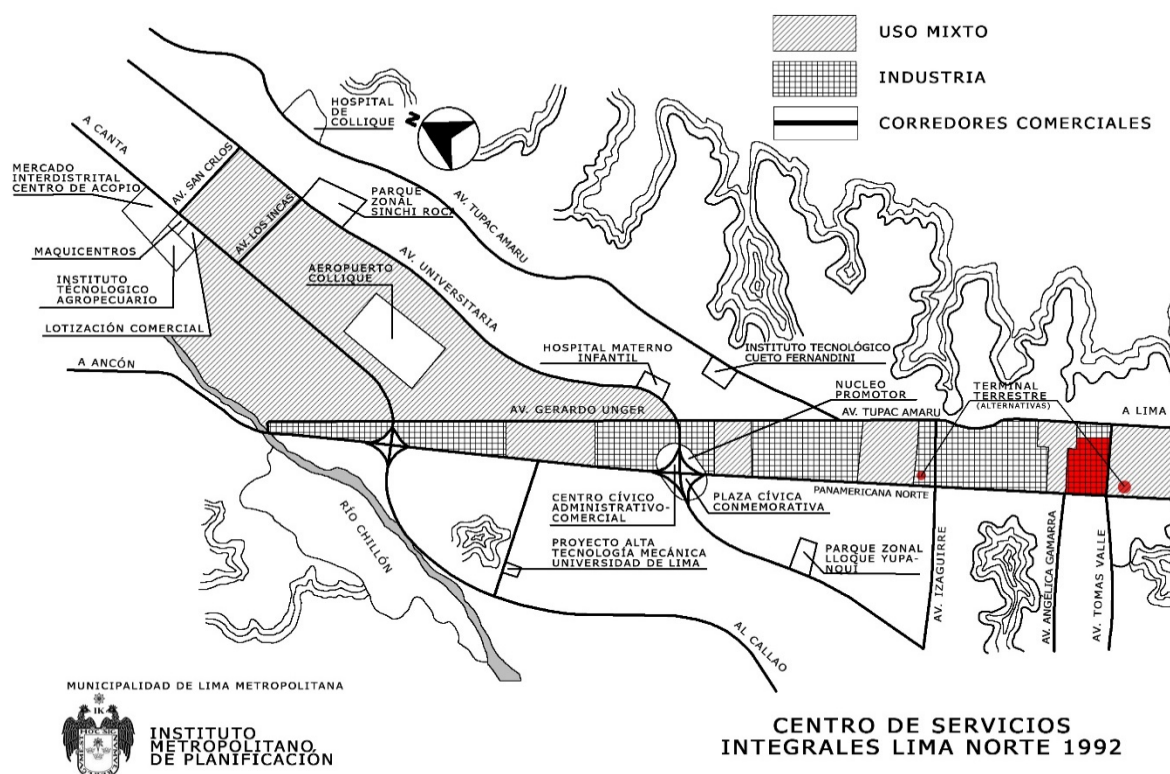 USO MIXTO
INDUSTRIA
CORREDORES COMERCIALES
HOSPITAL
DE
COLLIQUE
N
A CANTA
MERCADO
INTERDISTRITAL
CENTRO DE ACOPIO
AV. SAN CRLOS
AV. LOS INCAS
PARQUE
ZONAL
SINCHI ROCA
AV. TUPAC AMARU
MAQUICENTROS
INSTITUTO
TÉCNOLOGICO
AGROPECUARIO
AEROPUERTO
COLLIQUE
AV. UNIVERSITARIA
LOTIZACIÓN COMERCIAL
A ANCÓN
HOSPITAL MATERNO
INFANTIL
INSTITUTO TECNOLÓGICO
CUETO FERNANDINI
NUCLEO
PROMOTOR
TERMINAL
TERRESTRE
(ALTERNATIVAS)
AV. GERARDO UNGER
AV. TUPAC AMARU
A LIMA
PANAMERICANA NORTE
CENTRO CÍVICO
ADMINISTRATIVO-
COMERCIAL
PLAZA CÍVICA
CONMEMORATIVA
RÍO CHILLÓN
PROYECTO ALTA
TECNOLOGÍA MECÁNICA
UNIVERSIDAD DE LIMA
PARQUE ZONAL
LLOQUE YUPA-
NQUÍ
AV. IZAGUIRRE
AV. ANGÉLICA GAMARRA
AV. TOMAS VALLE
AL CALLAO
MUNICIPALIDAD DE LIMA METROPOLITANA
IK
INSTITUTO
METROPOLITANO
DE PLANIFICACIÓN
CENTRO DE SERVICIOS
INTEGRALES LIMA NORTE 1992